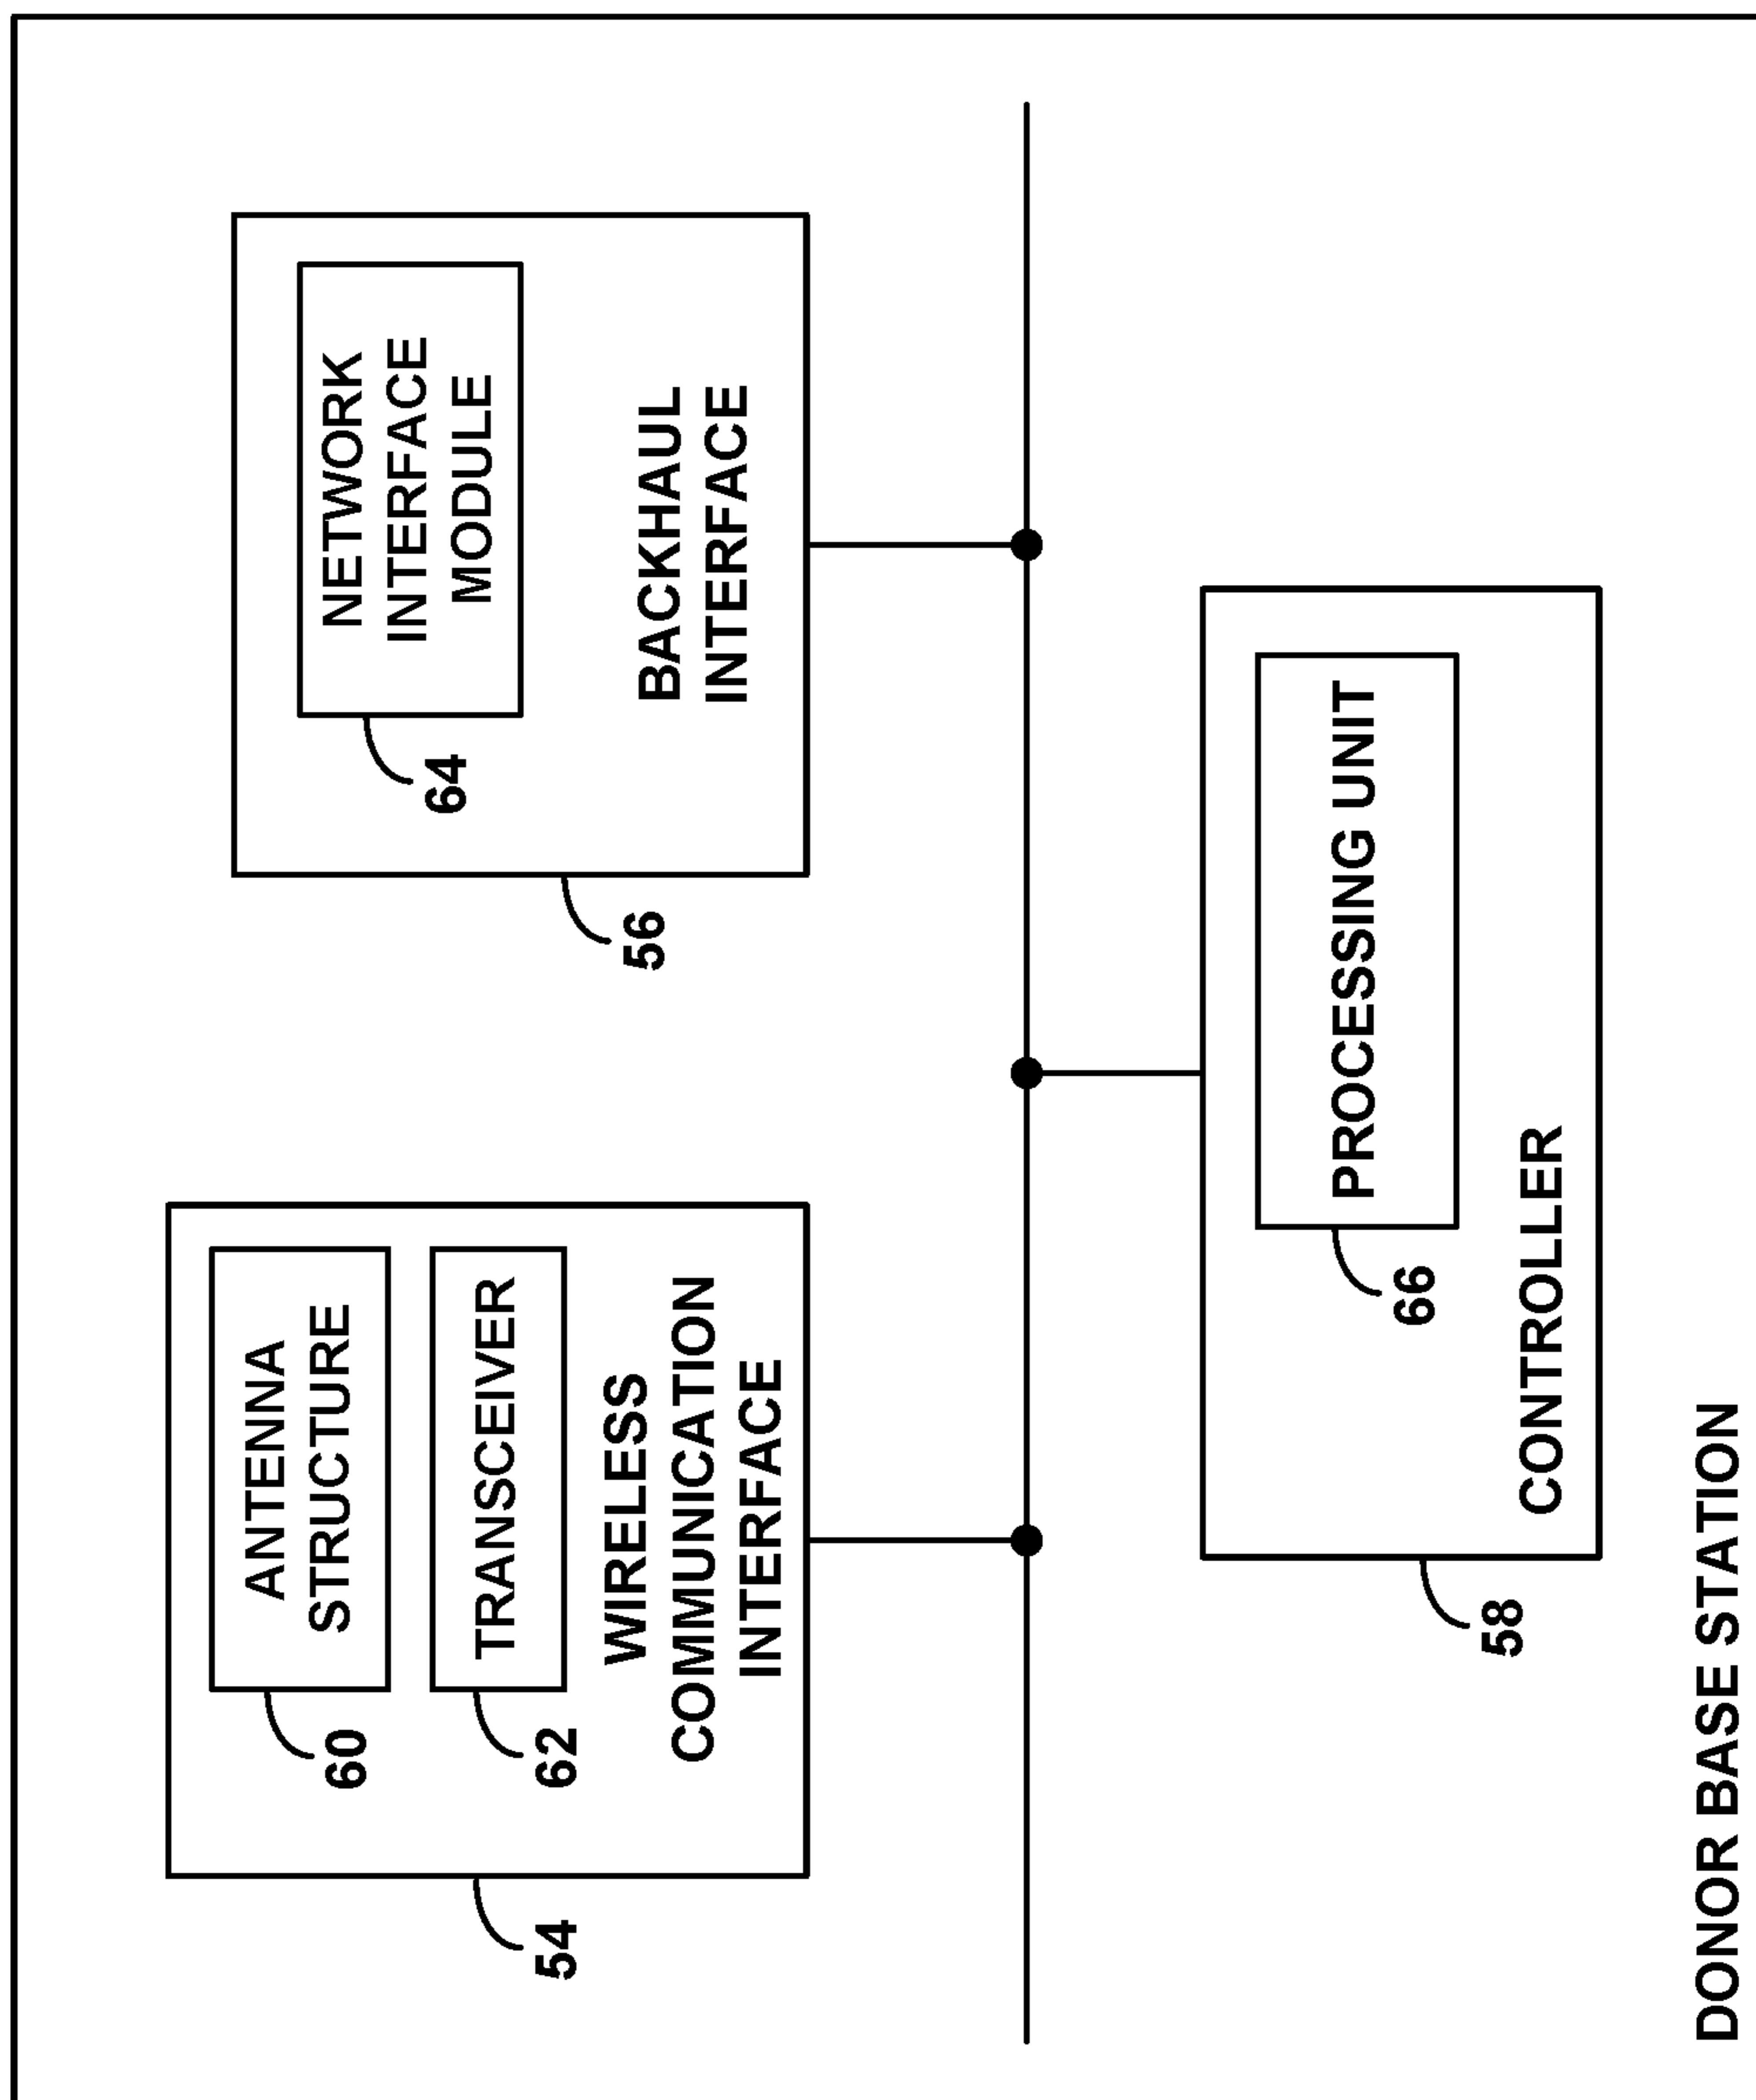 60
ANTENNA
STRUCTURE
62
TRANSCEIVER
WIRELESS
COMMUNICATION
INTERFACE
54
64
NETWORK
INTERFACE
MODULE
BACKHAUL
INTERFACE
56
66
PROCESSING UNIT
CONTROLLER
58
DONOR BASE STATION